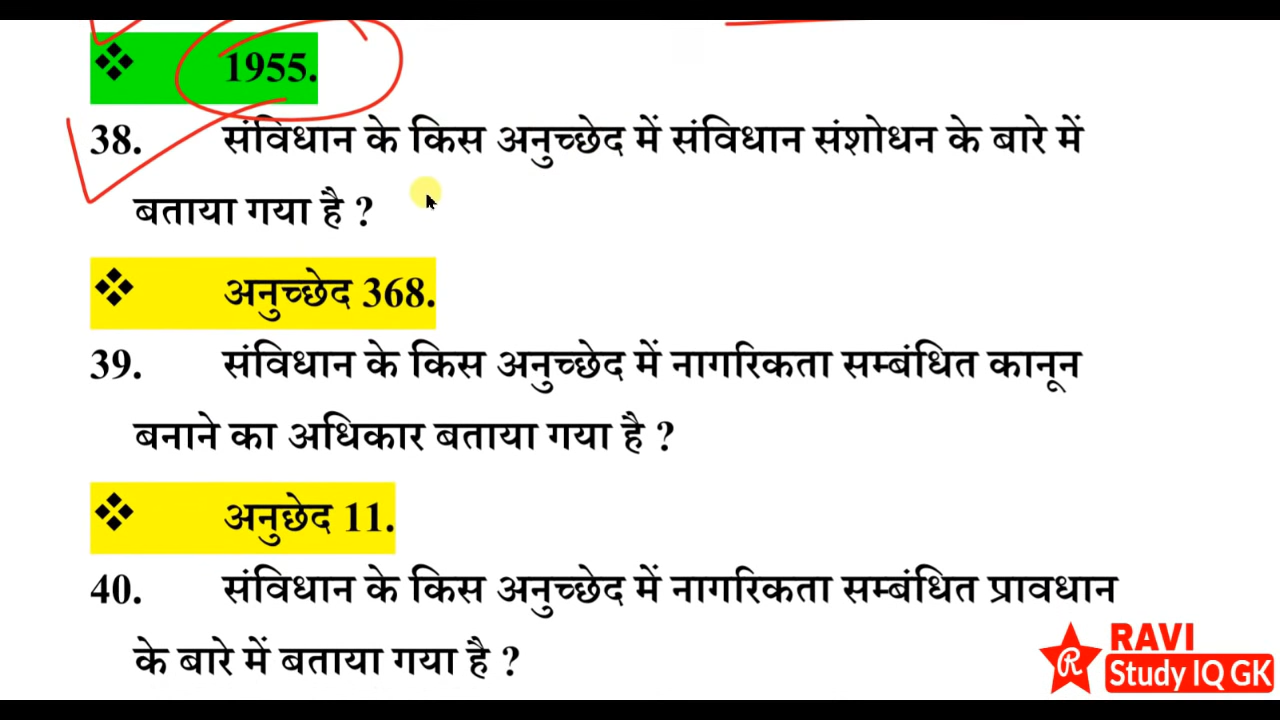 ❖ 1955.
38. संविधान के किस अनुच्छेद में संविधान संशोधन के बारे में
बताया गया है ?
❖ अनुच्छेद 368.
39. संविधान के किस अनुच्छेद में नागरिकता सम्बंधित कानून
बनाने का अधिकार बताया गया है ?
❖ अनुछेद 11.
40. संविधान के किस अनुच्छेद में नागरिकता सम्बंधित प्रावधान
के बारे में बताया गया है ?
RAVI
R Study IQ GK